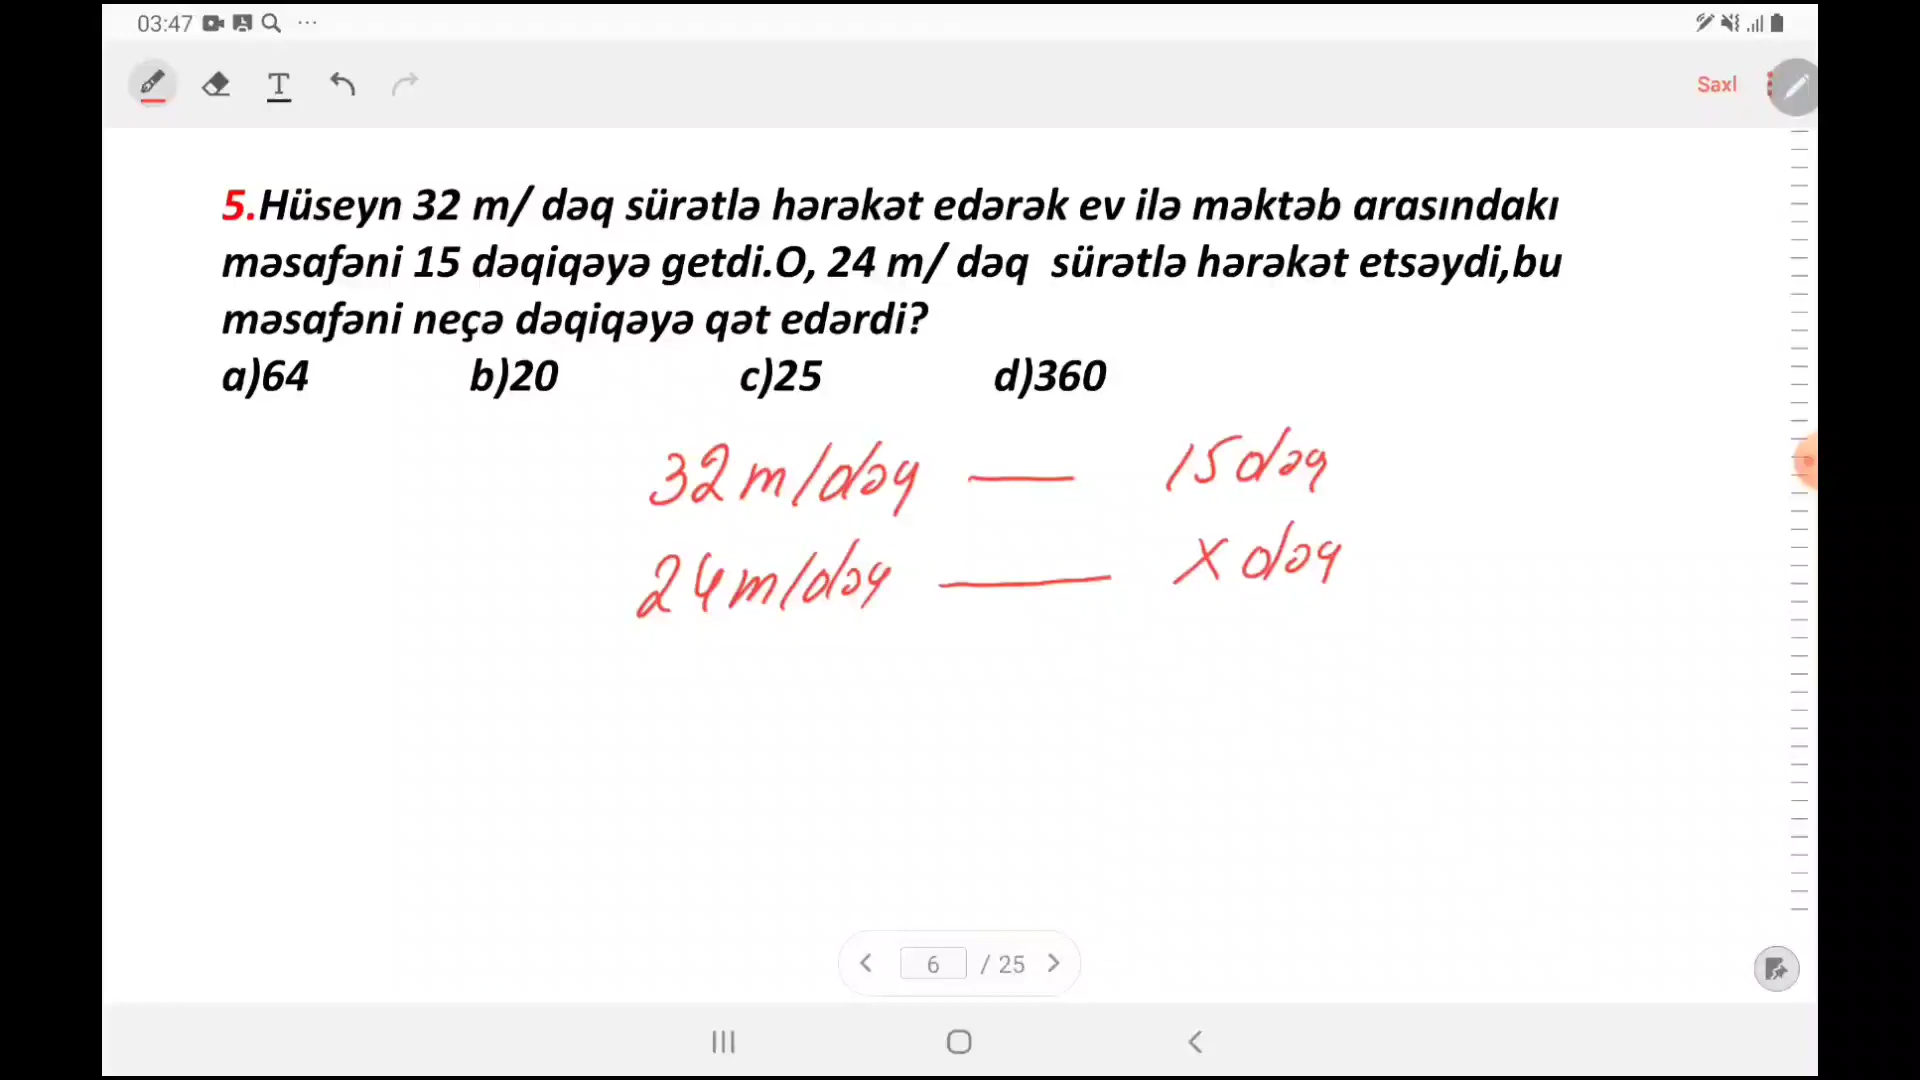 03:47
Saxl
5.Hüseyn 32 m/ dəq sürətlə hərəkət edərək ev ilə məktəb arasındakı
məsafəni 15 dəqiqəyə getdi.O, 24 m/ dəq  sürətlə hərəkət etsəydi,bu
məsafəni neçə dəqiqəyə qət edərdi?
a)64 b)20 c)25 d)360
32 m/dəq — 15 dəq
24 m/dəq — x dəq
6 / 25